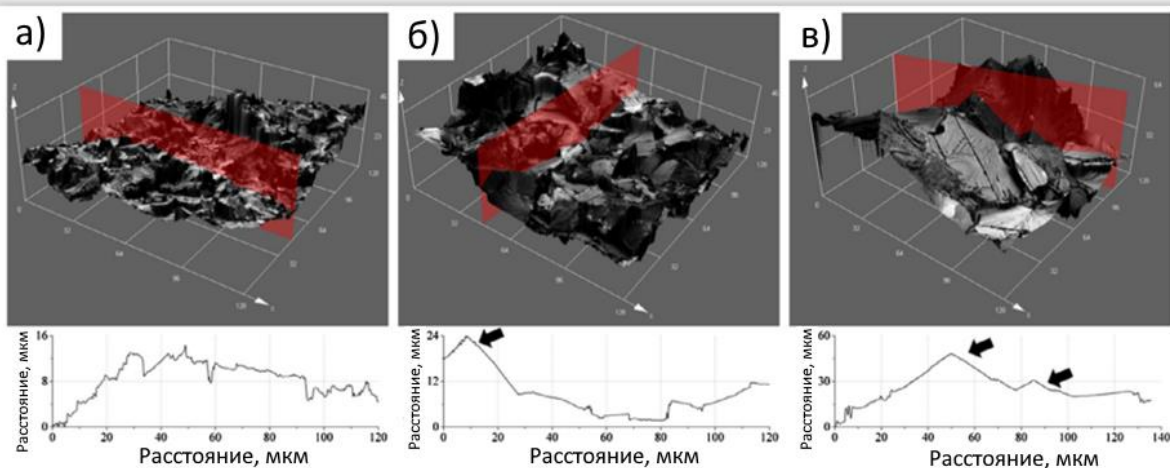 а)
б)
в)
Расстояние, мкм
16
8
0
0 20 40 60 80 100 120
Расстояние, мкм
Расстояние, мкм
24
12
0
0 20 40 60 80 100 120
Расстояние, мкм
Расстояние, мкм
60
30
0
0 20 40 60 80 100 120 140
Расстояние, мкм